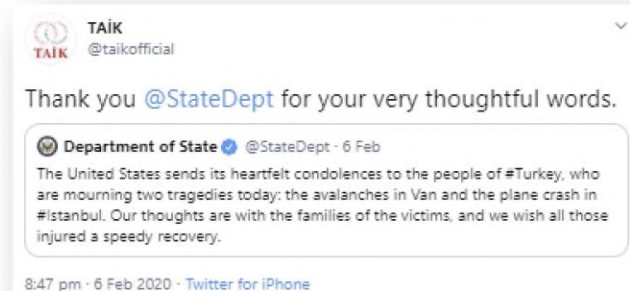 TAİK
@taikofficial
TAİK
Thank you @StateDept for your very thoughtful words.
Department of State @StateDept · 6 Feb
The United States sends its heartfelt condolences to the people of #Turkey, who
are mourning two tragedies today: the avalanches in Van and the plane crash in
#Istanbul. Our thoughts are with the families of the victims, and we wish all those
injured a speedy recovery.
8:47 pm · 6 Feb 2020 · Twitter for iPhone